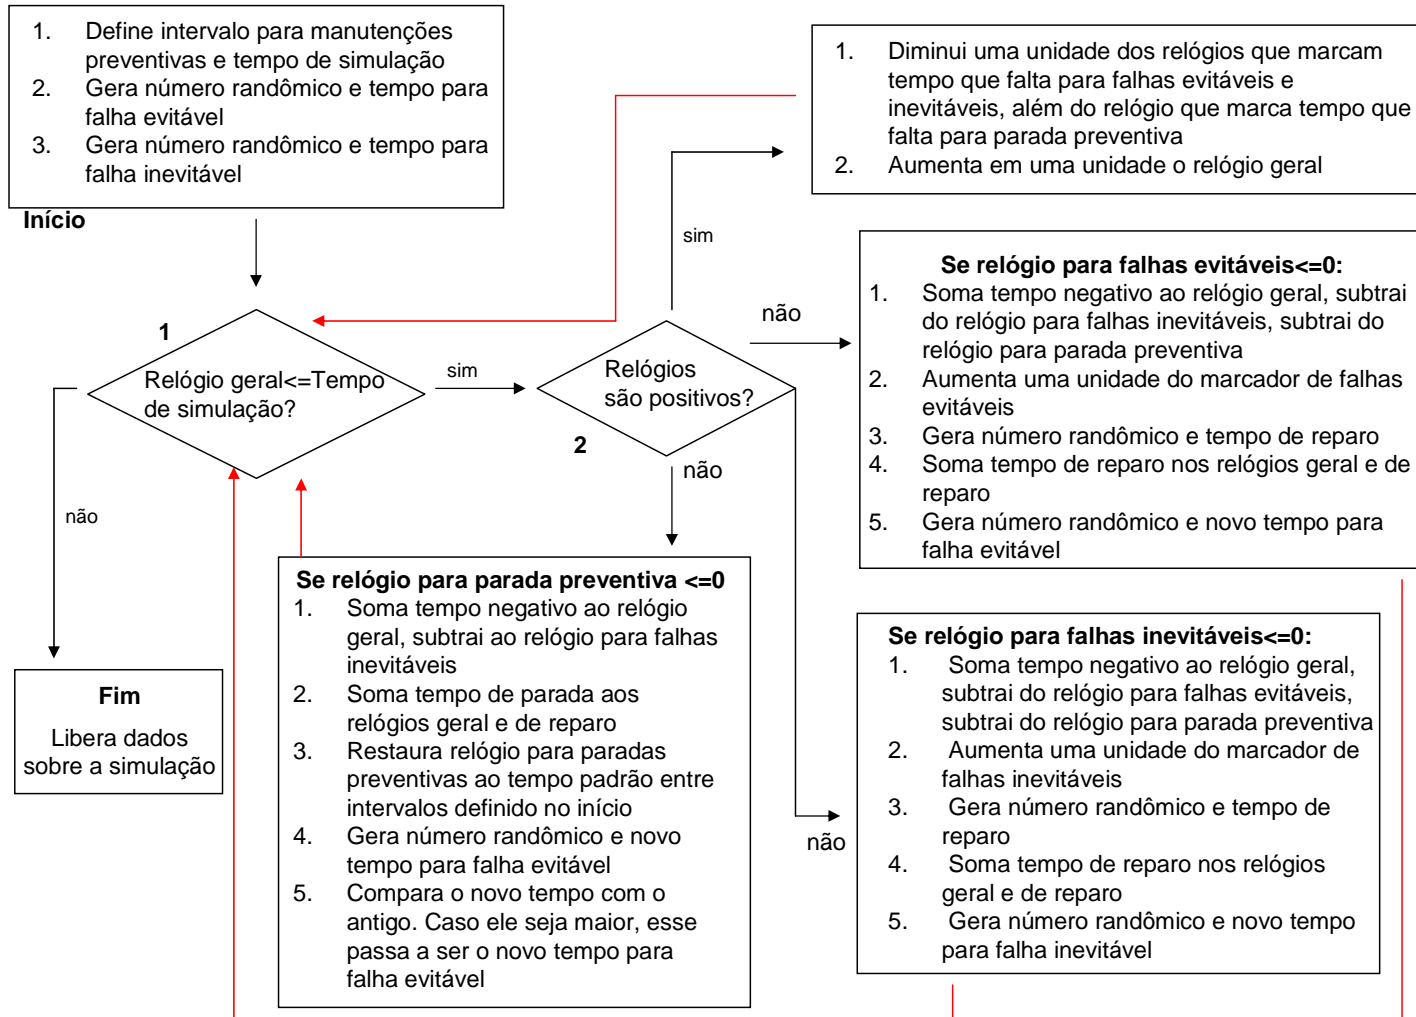 1. Define intervalo para manutenções
preventivas e tempo de simulação
2. Gera número randômico e tempo para
falha evitável
3. Gera número randômico e tempo para
falha inevitável
Início
1. Diminui uma unidade dos relógios que marcam
tempo que falta para falhas evitáveis e
inevitáveis, além do relógio que marca tempo que
falta para parada preventiva
2. Aumenta em uma unidade o relógio geral
sim
1
Relógio geral<=Tempo
de simulação?
sim
não
Relógios
são positivos?
2
não
não
não
Se relógio para falhas evitáveis<=0:
1. Soma tempo negativo ao relógio geral, subtrai
do relógio para falhas inevitáveis, subtrai do
relógio para parada preventiva
2. Aumenta uma unidade do marcador de falhas
evitáveis
3. Gera número randômico e tempo de reparo
4. Soma tempo de reparo nos relógios geral e de
reparo
5. Gera número randômico e novo tempo para
falha evitável
Se relógio para parada preventiva <=0
1. Soma tempo negativo ao relógio
geral, subtrai ao relógio para falhas
inevitáveis
2. Soma tempo de parada aos
relógios geral e de reparo
3. Restaura relógio para paradas
preventivas ao tempo padrão entre
intervalos definido no início
4. Gera número randômico e novo
tempo para falha evitável
5. Compara o novo tempo com o
antigo. Caso ele seja maior, esse
passa a ser o novo tempo para
falha evitável
Se relógio para falhas inevitáveis<=0:
1. Soma tempo negativo ao relógio geral,
subtrai do relógio para falhas evitáveis,
subtrai do relógio para parada preventiva
2. Aumenta uma unidade do marcador de
falhas inevitáveis
3. Gera número randômico e tempo de
reparo
4. Soma tempo de reparo nos relógios
geral e de reparo
5. Gera número randômico e novo tempo
para falha inevitável
Fim
Libera dados
sobre a simulação